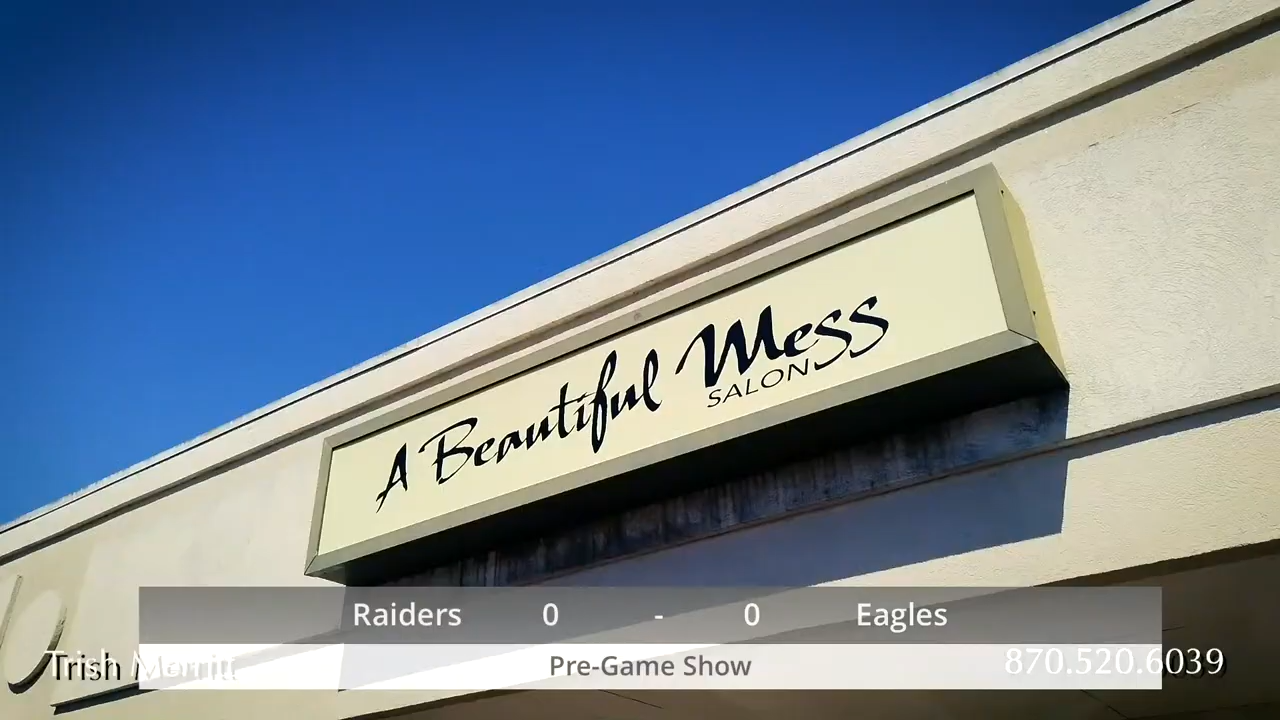 A Beautiful Mess
SALON
Raiders 0 - 0 Eagles
Trish Merritt
Pre-Game Show
870.520.6039